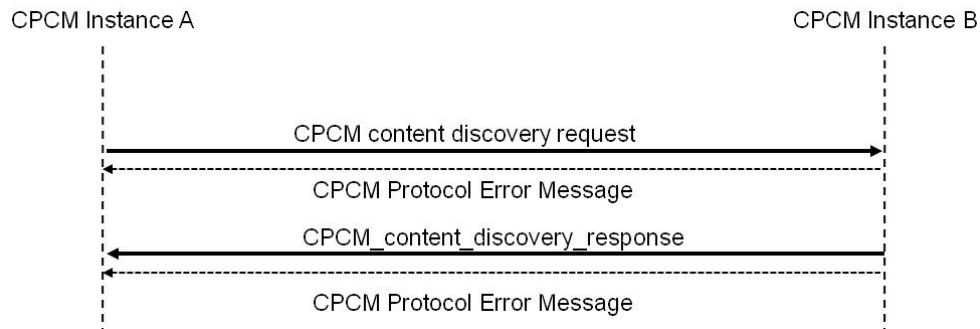 CPCM Instance A
CPCM Instance B
CPCM content discovery request
CPCM Protocol Error Message
CPCM_content_discovery_response
CPCM Protocol Error Message